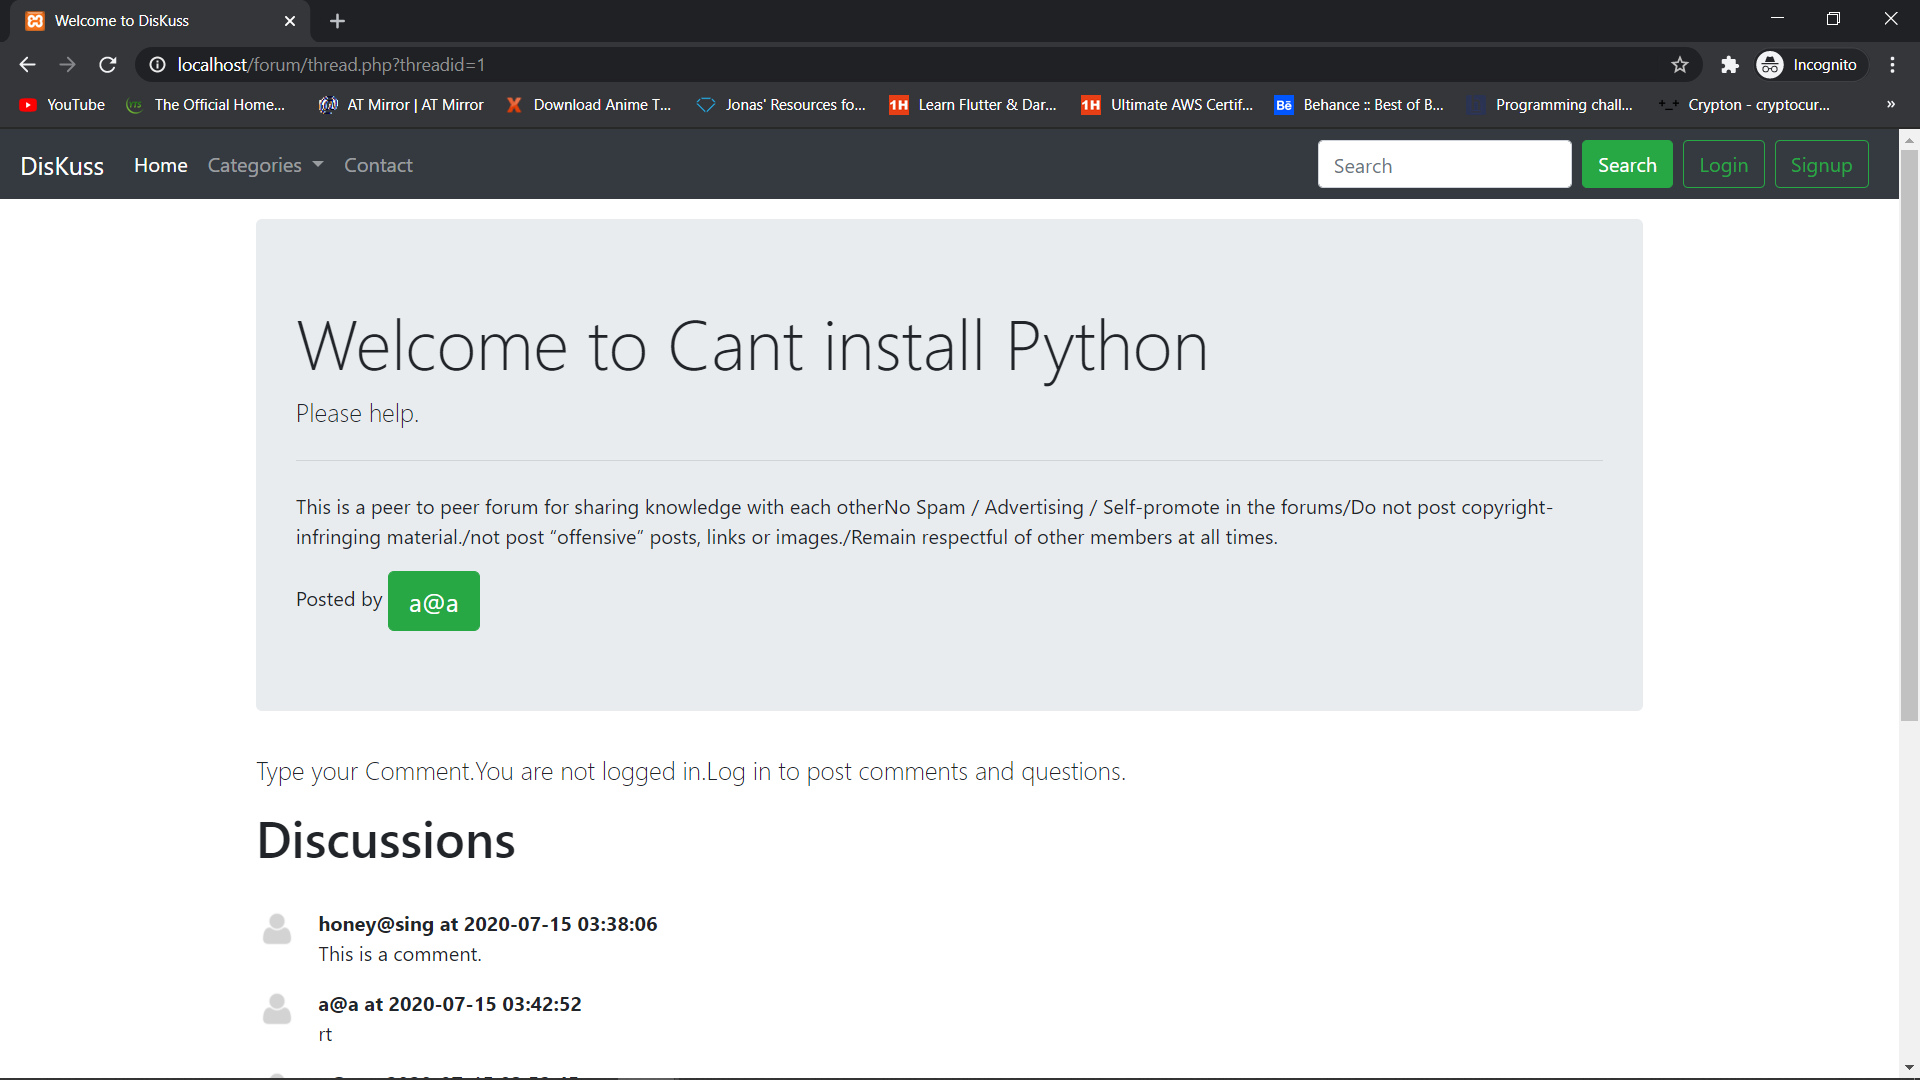 Welcome to DisKuss
localhost/forum/thread.php?threadid=1
Incognito
YouTube The Official Home... AT Mirror | AT Mirror Download Anime T... Jonas' Resources fo... Learn Flutter & Dar... Ultimate AWS Certif... Behance :: Best of B... Programming chall... Crypton - cryptocur... »
DisKuss Home Categories Contact Search Search Login Signup
Welcome to Cant install Python
Please help.
This is a peer to peer forum for sharing knowledge with each otherNo Spam / Advertising / Self-promote in the forums/Do not post copyright-
infringing material./not post “offensive” posts, links or images./Remain respectful of other members at all times.
Posted by a@a
Type your Comment.You are not logged in.Log in to post comments and questions.
Discussions
honey@sing at 2020-07-15 03:38:06
This is a comment.
a@a at 2020-07-15 03:42:52
rt